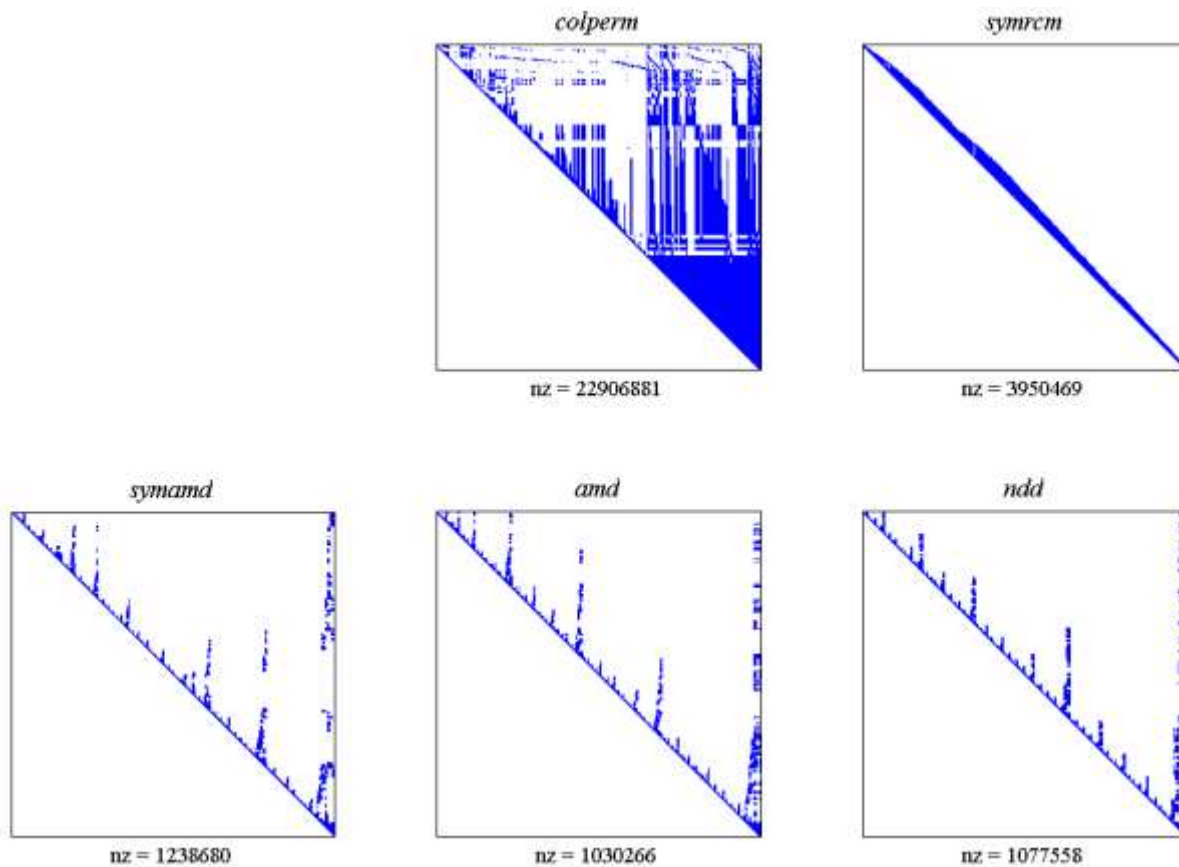 colperm
symrcm
nz = 22906881
nz = 3950469
symamd
amd
ndd
nz = 1238680
nz = 1030266
nz = 1077558